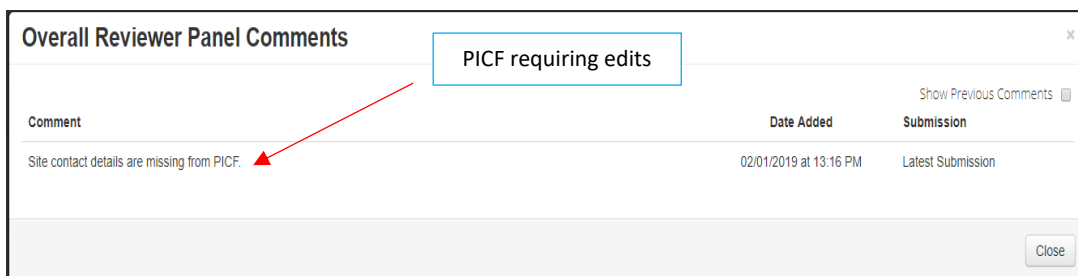 Overall Reviewer Panel Comments
×
PICF requiring edits
Show Previous Comments
Comment Date Added Submission
Site contact details are missing from PICF. 02/01/2019 at 13:16 PM Latest Submission
Close